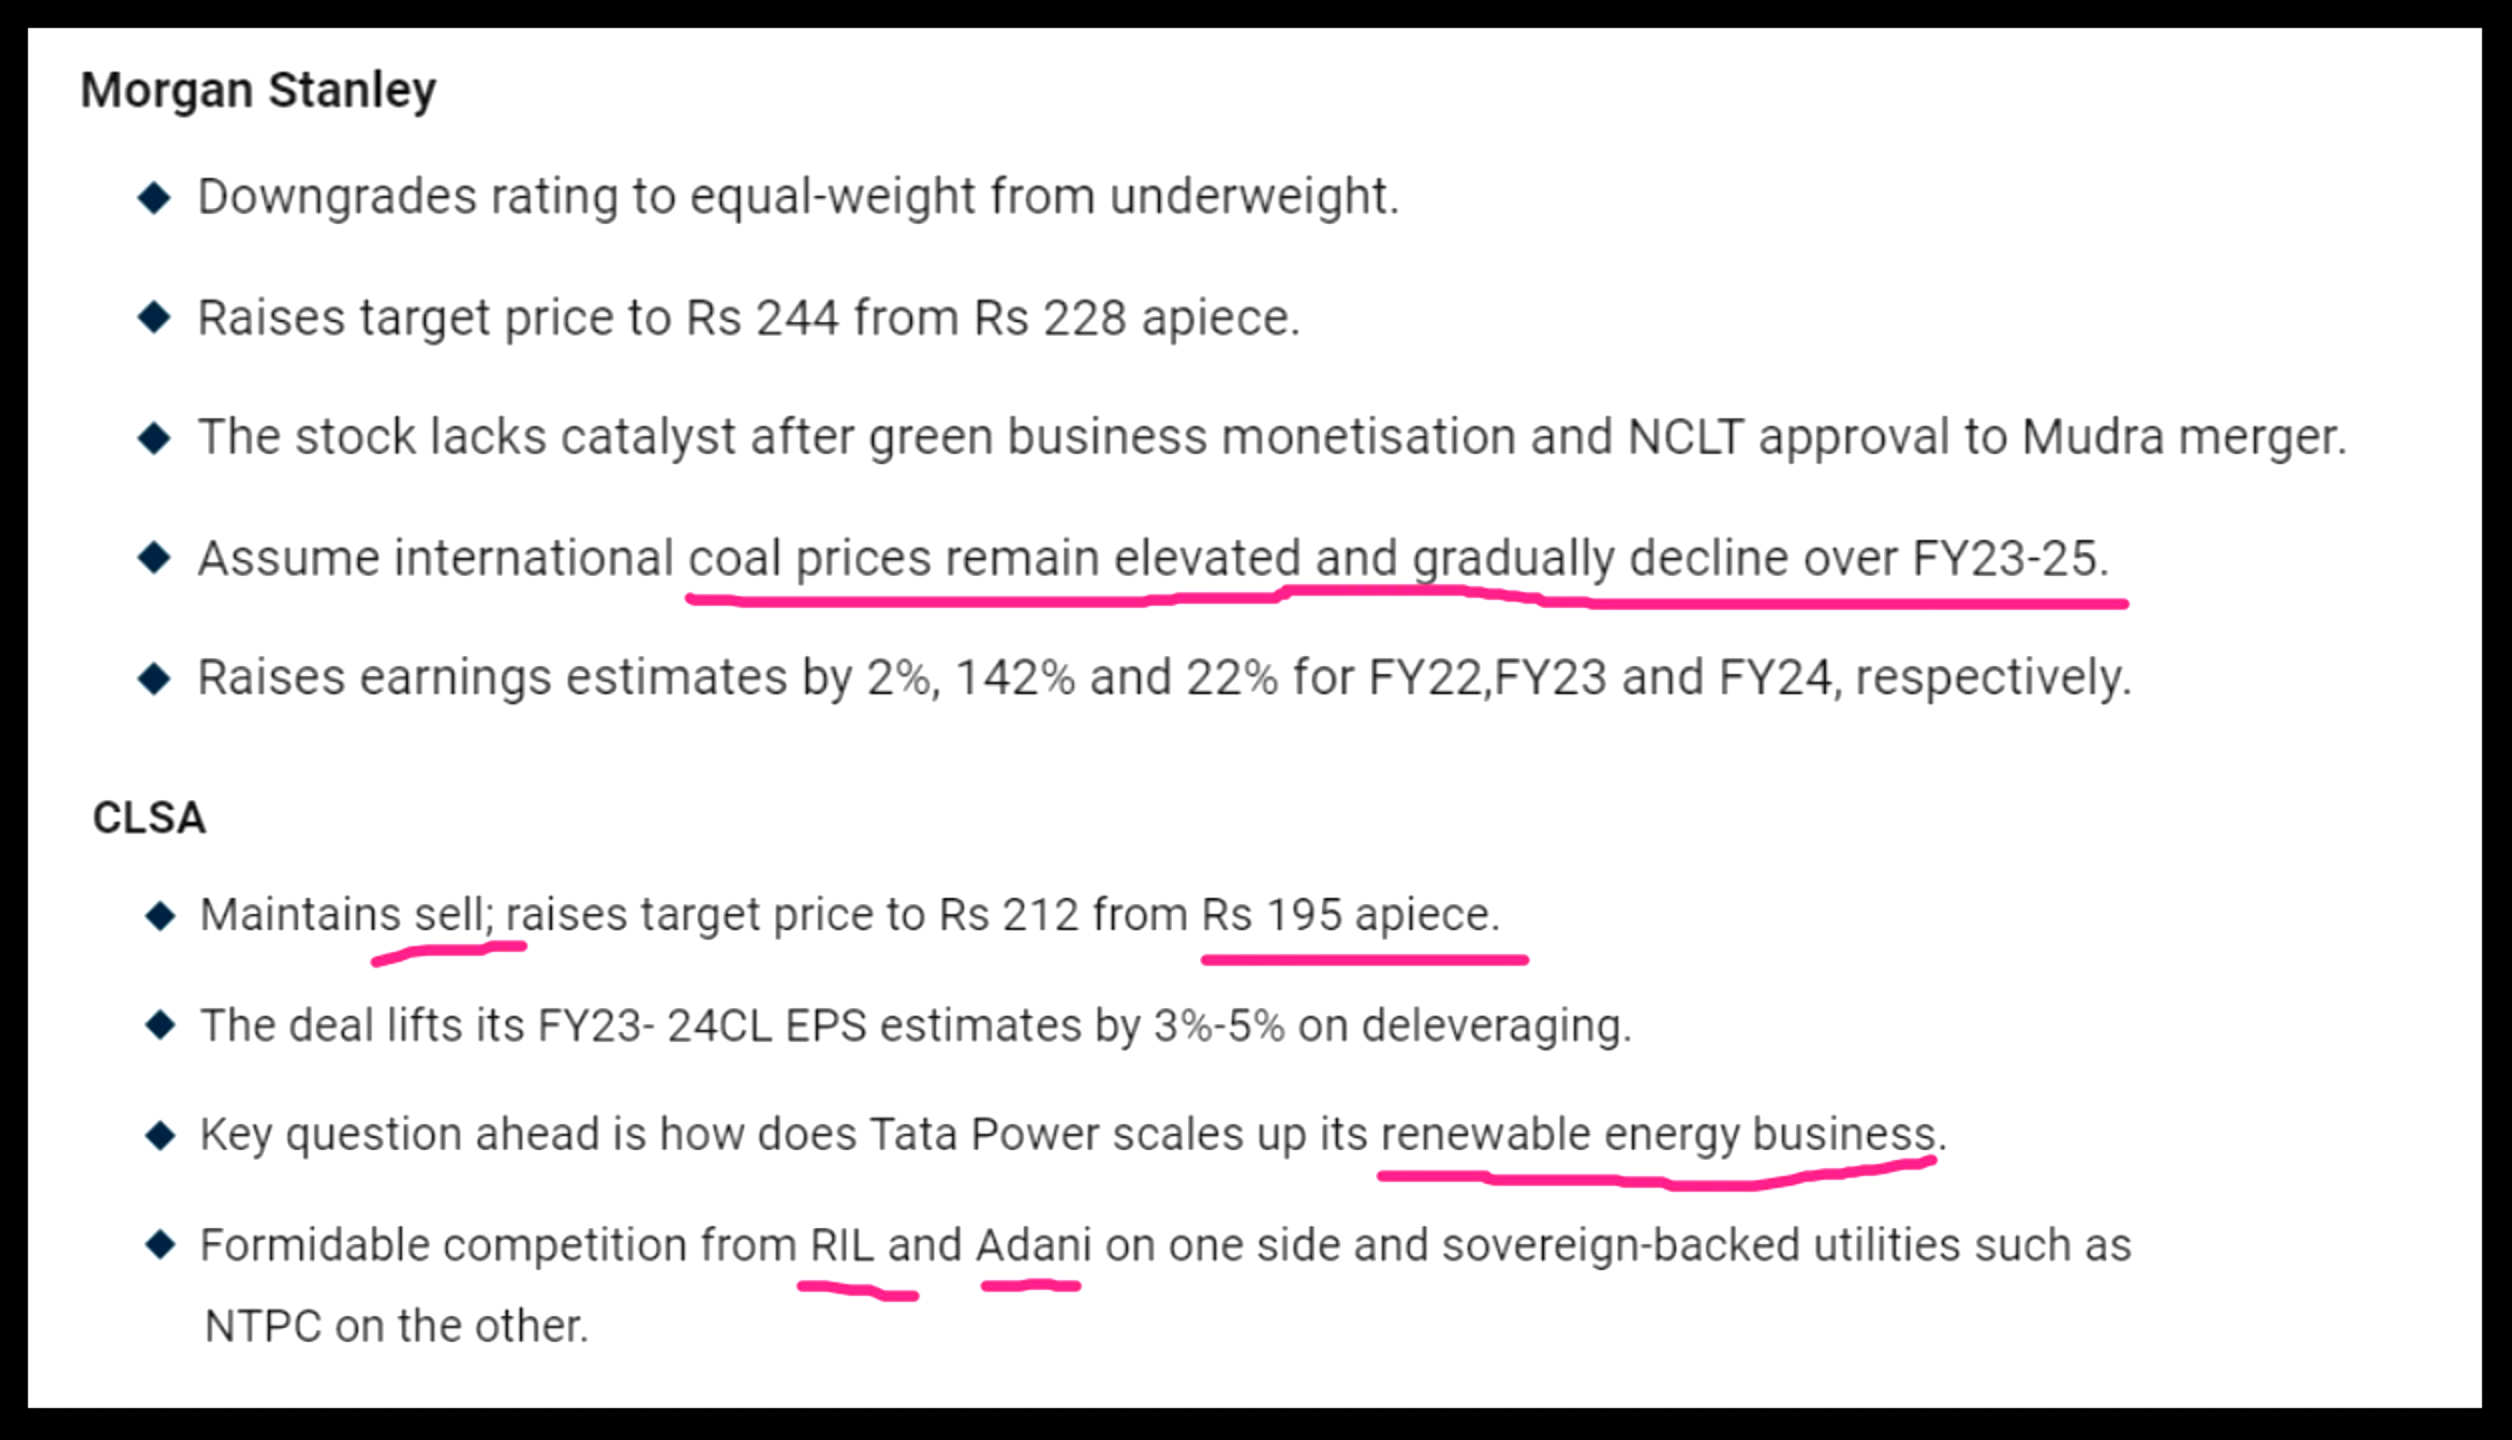 Morgan Stanley
Downgrades rating to equal-weight from underweight.
Raises target price to Rs 244 from Rs 228 apiece.
The stock lacks catalyst after green business monetisation and NCLT approval to Mudra merger.
Assume international coal prices remain elevated and gradually decline over FY23-25.
Raises earnings estimates by 2%, 142% and 22% for FY22,FY23 and FY24, respectively.
CLSA
Maintains sell; raises target price to Rs 212 from Rs 195 apiece.
The deal lifts its FY23- 24CL EPS estimates by 3%-5% on deleveraging.
Key question ahead is how does Tata Power scales up its renewable energy business.
Formidable competition from RIL and Adani on one side and sovereign-backed utilities such as
NTPC on the other.